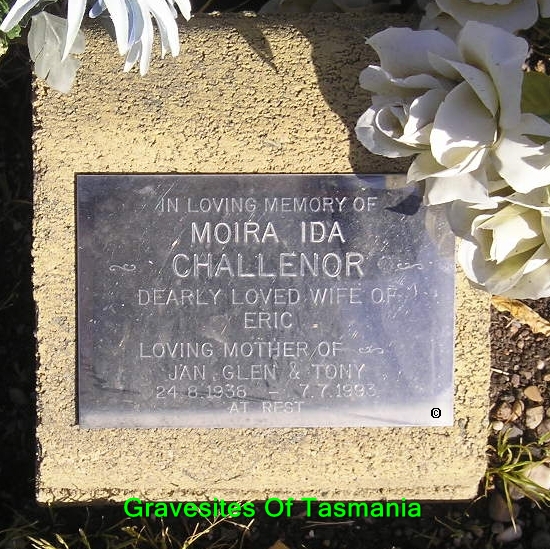 IN LOVING MEMORY OF
MOIRA IDA
CHALLENOR
DEARLY LOVED WIFE OF
ERIC
LOVING MOTHER OF
JAN, GLEN & TONY
24.8.1936 - 7.7.1993
AT REST
©
Gravesites Of Tasmania